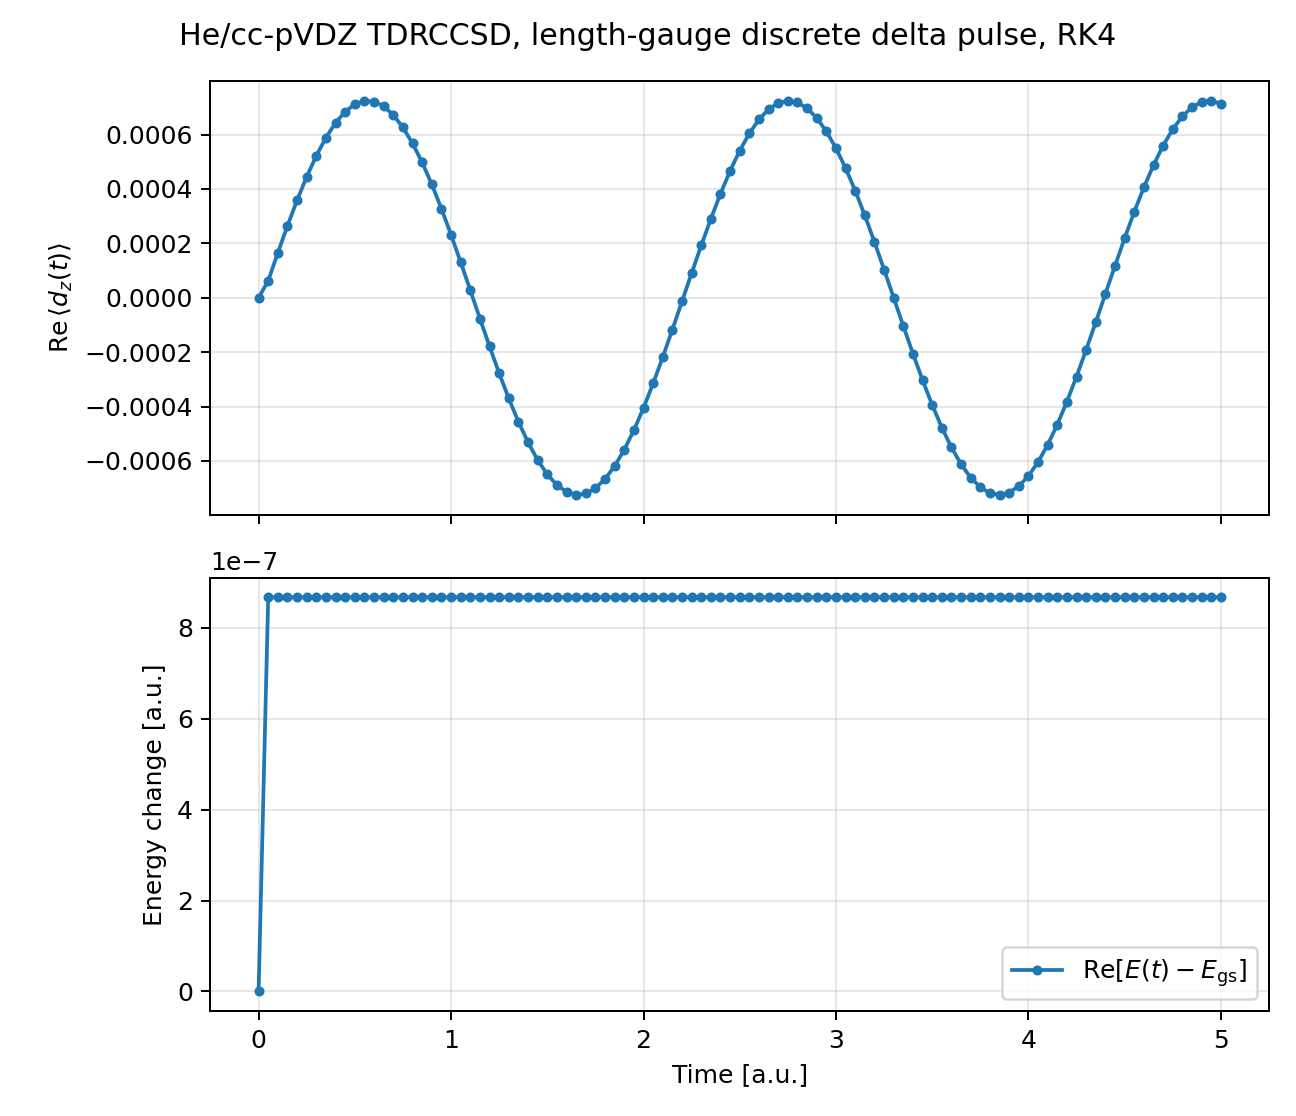 He/cc-pVDZ TDRCCSD, length-gauge discrete delta pulse, RK4
Re ⟨d_z(t)⟩
0.0006
0.0004
0.0002
0.0000
−0.0002
−0.0004
−0.0006
1e−7
Energy change [a.u.]
8
6
4
2
0
Re[E(t) − E_gs]
0 1 2 3 4 5
Time [a.u.]